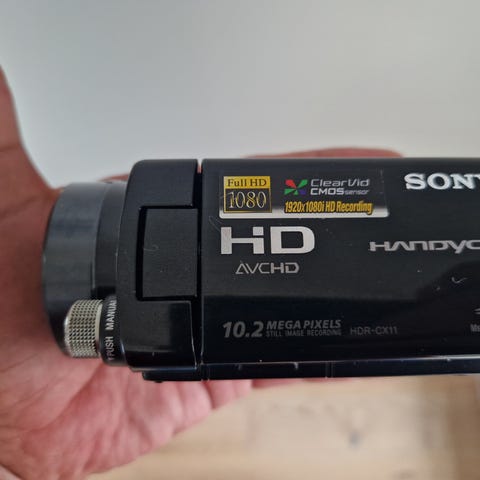 Full HD
1080
ClearVid
CMOS sensor
1920x1080i HD Recording
SONY
HD
AVCHD
HANDYC
10.2 MEGA PIXELS
STILL IMAGE RECORDING
HDR-CX11
PUSH MANUAL